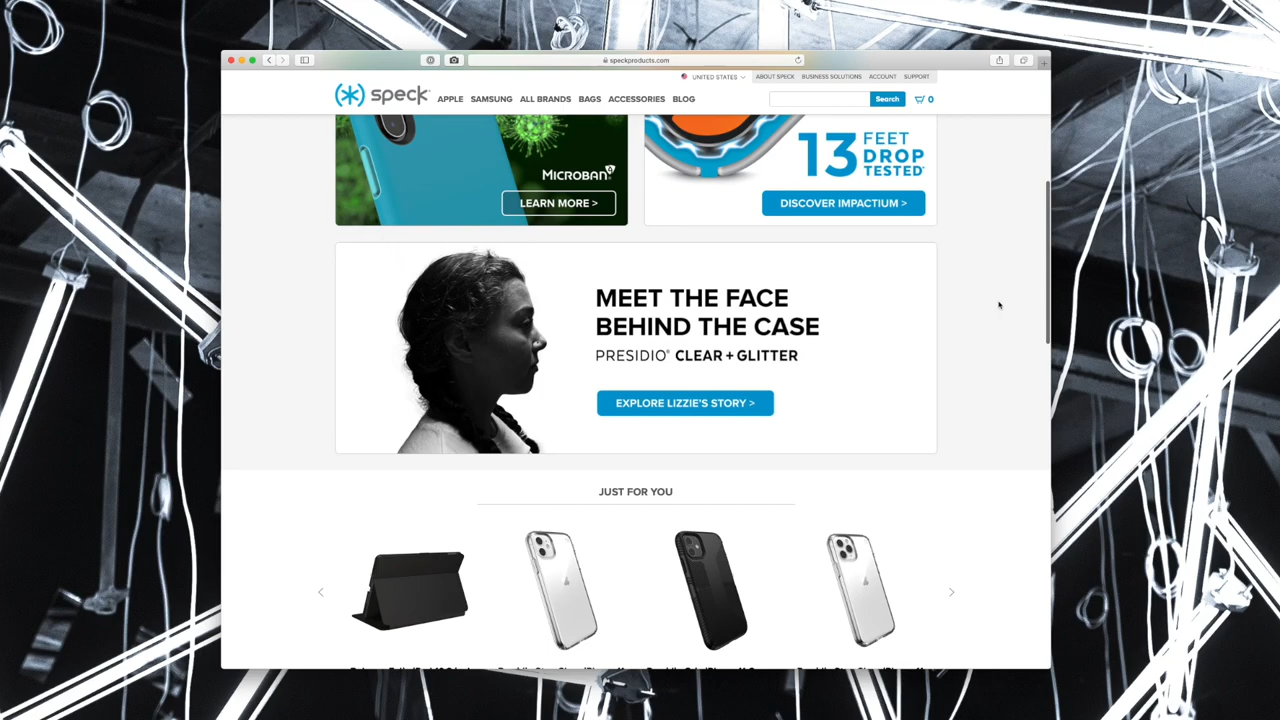 speckproducts.com
UNITED STATES ABOUT SPECK BUSINESS SOLUTIONS ACCOUNT SUPPORT
speck APPLE SAMSUNG ALL BRANDS BAGS ACCESSORIES BLOG Search 0
MICROBAN
LEARN MORE >
13 FEET
DROP
TESTED
DISCOVER IMPACTIUM >
MEET THE FACE
BEHIND THE CASE
PRESIDIO® CLEAR + GLITTER
EXPLORE LIZZIE'S STORY >
JUST FOR YOU